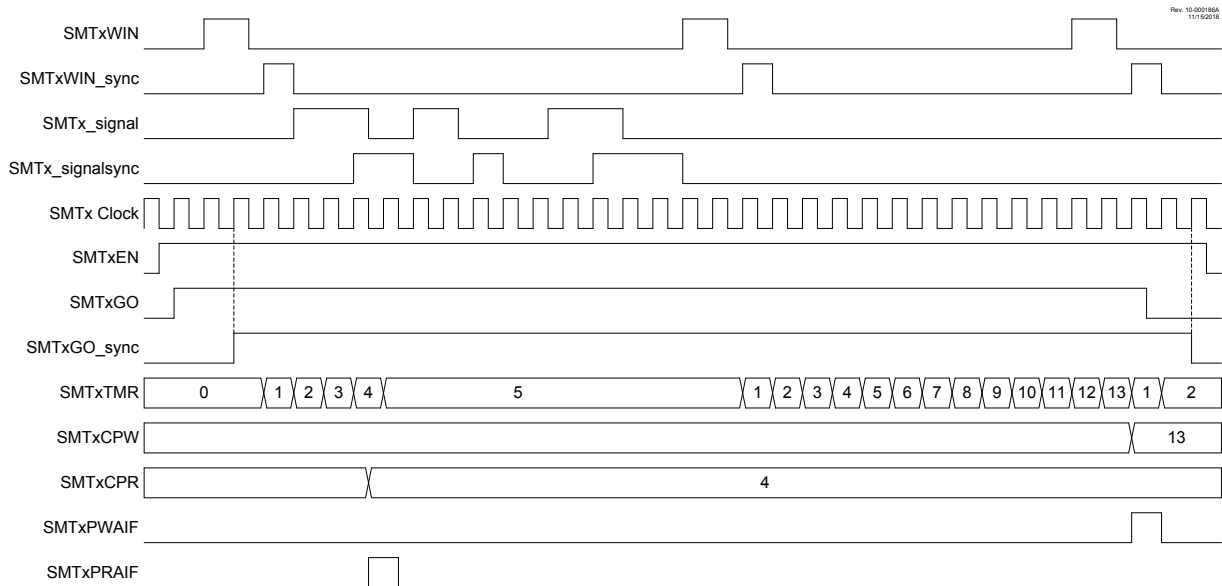 Rev. 10-000186A
11/15/2018
SMTxWIN
SMTxWIN_sync
SMTx_signal
SMTx_signalsync
SMTx Clock
SMTxEN
SMTxGO
SMTxGO_sync
SMTxTMR 0 1 2 3 4 5 1 2 3 4 5 6 7 8 9 10 11 12 13 1 2
SMTxCPW 13
SMTxCPR 4
SMTxPWAIF
SMTxPRAIF